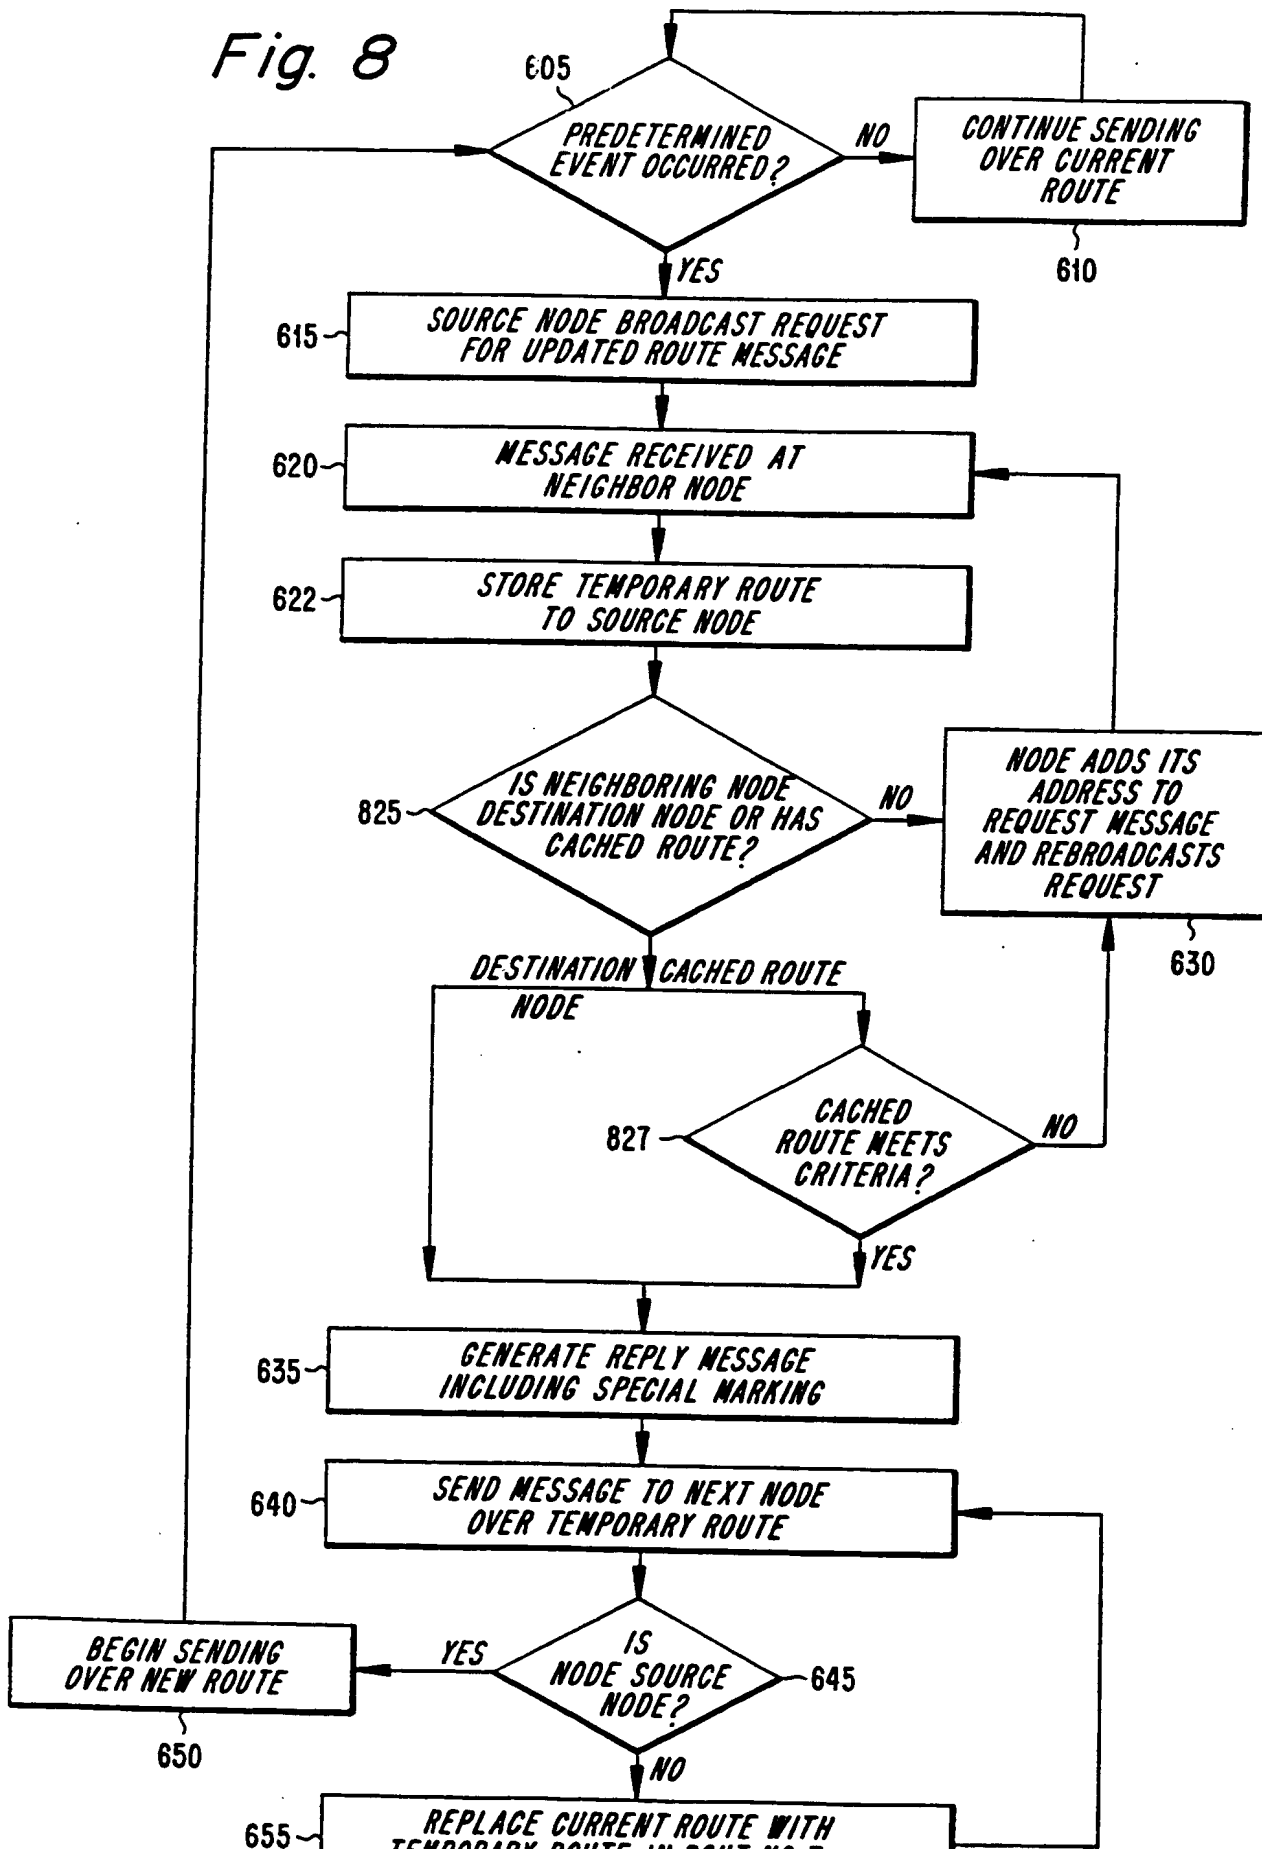 Fig. 8
605
PREDETERMINED
EVENT OCCURRED?
NO
CONTINUE SENDING
OVER CURRENT
ROUTE
610
YES
615
SOURCE NODE BROADCAST REQUEST
FOR UPDATED ROUTE MESSAGE
620
MESSAGE RECEIVED AT
NEIGHBOR NODE
622
STORE TEMPORARY ROUTE
TO SOURCE NODE
825
IS NEIGHBORING NODE
DESTINATION NODE OR HAS
CACHED ROUTE?
NO
NODE ADDS ITS
ADDRESS TO
REQUEST MESSAGE
AND REBROADCASTS
REQUEST
630
DESTINATION
NODE
CACHED ROUTE
827
CACHED
ROUTE MEETS
CRITERIA?
NO
YES
635
GENERATE REPLY MESSAGE
INCLUDING SPECIAL MARKING
640
SEND MESSAGE TO NEXT NODE
OVER TEMPORARY ROUTE
IS
NODE SOURCE
NODE?
645
YES
BEGIN SENDING
OVER NEW ROUTE
650
NO
655
REPLACE CURRENT ROUTE WITH
TEMPORARY ROUTE IN